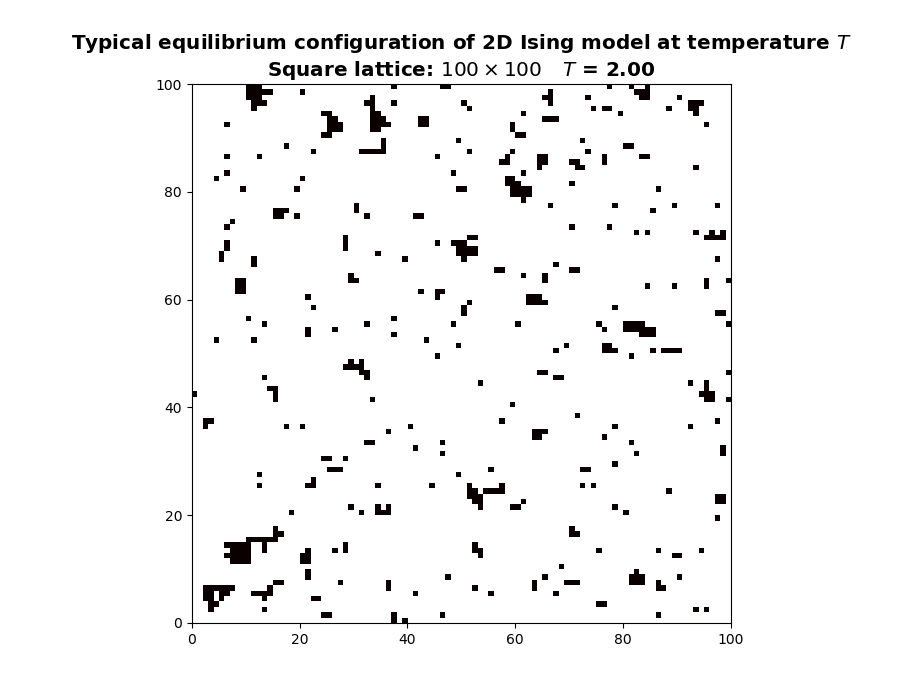 Typical equilibrium configuration of 2D Ising model at temperature T
Square lattice: 100 × 100 T = 2.00
100
80
60
40
20
0
0 20 40 60 80 100